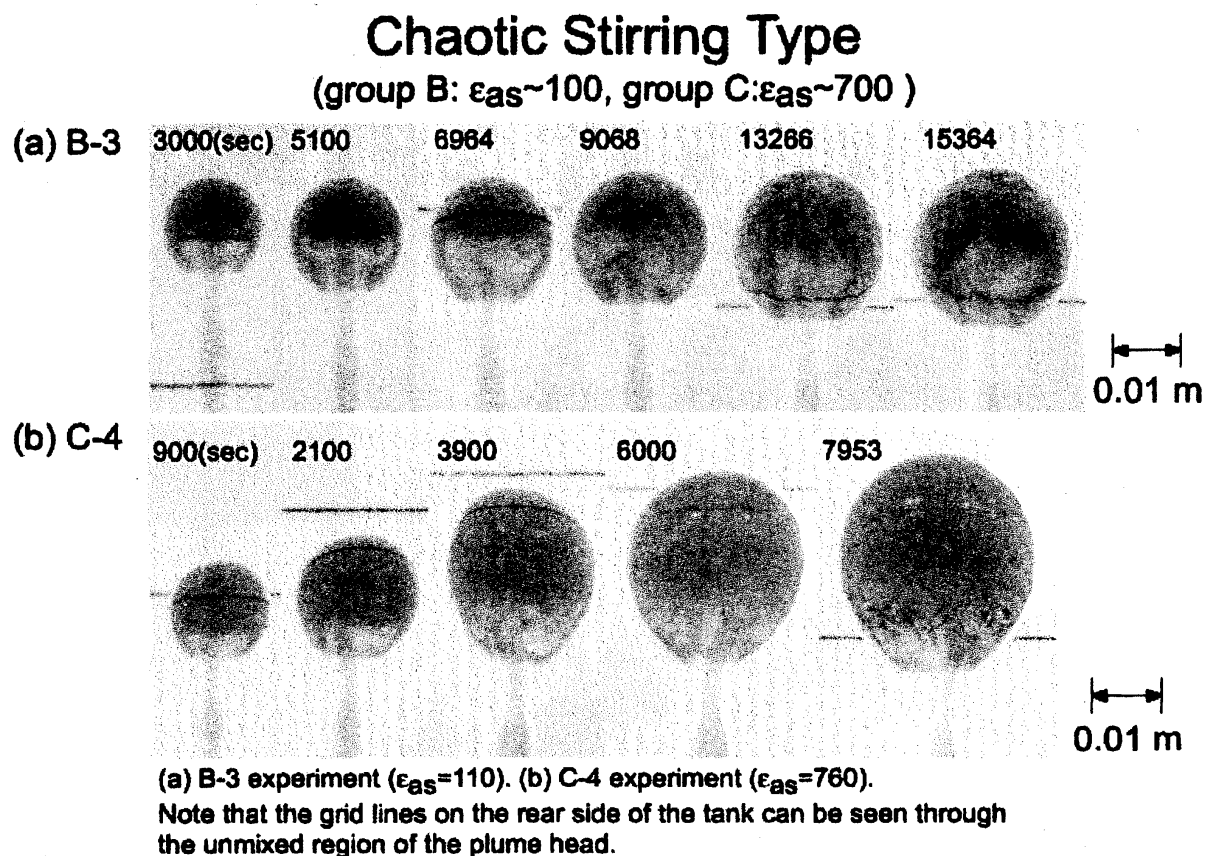 Chaotic Stirring Type
(group B: εas~100, group C:εas~700 )
(a) B-3
3000(sec) 5100 6964 9068 13266 15364
0.01 m
(b) C-4
900(sec) 2100 3900 6000 7953
0.01 m
(a) B-3 experiment (εas=110). (b) C-4 experiment (εas=760).
Note that the grid lines on the rear side of the tank can be seen through
the unmixed region of the plume head.